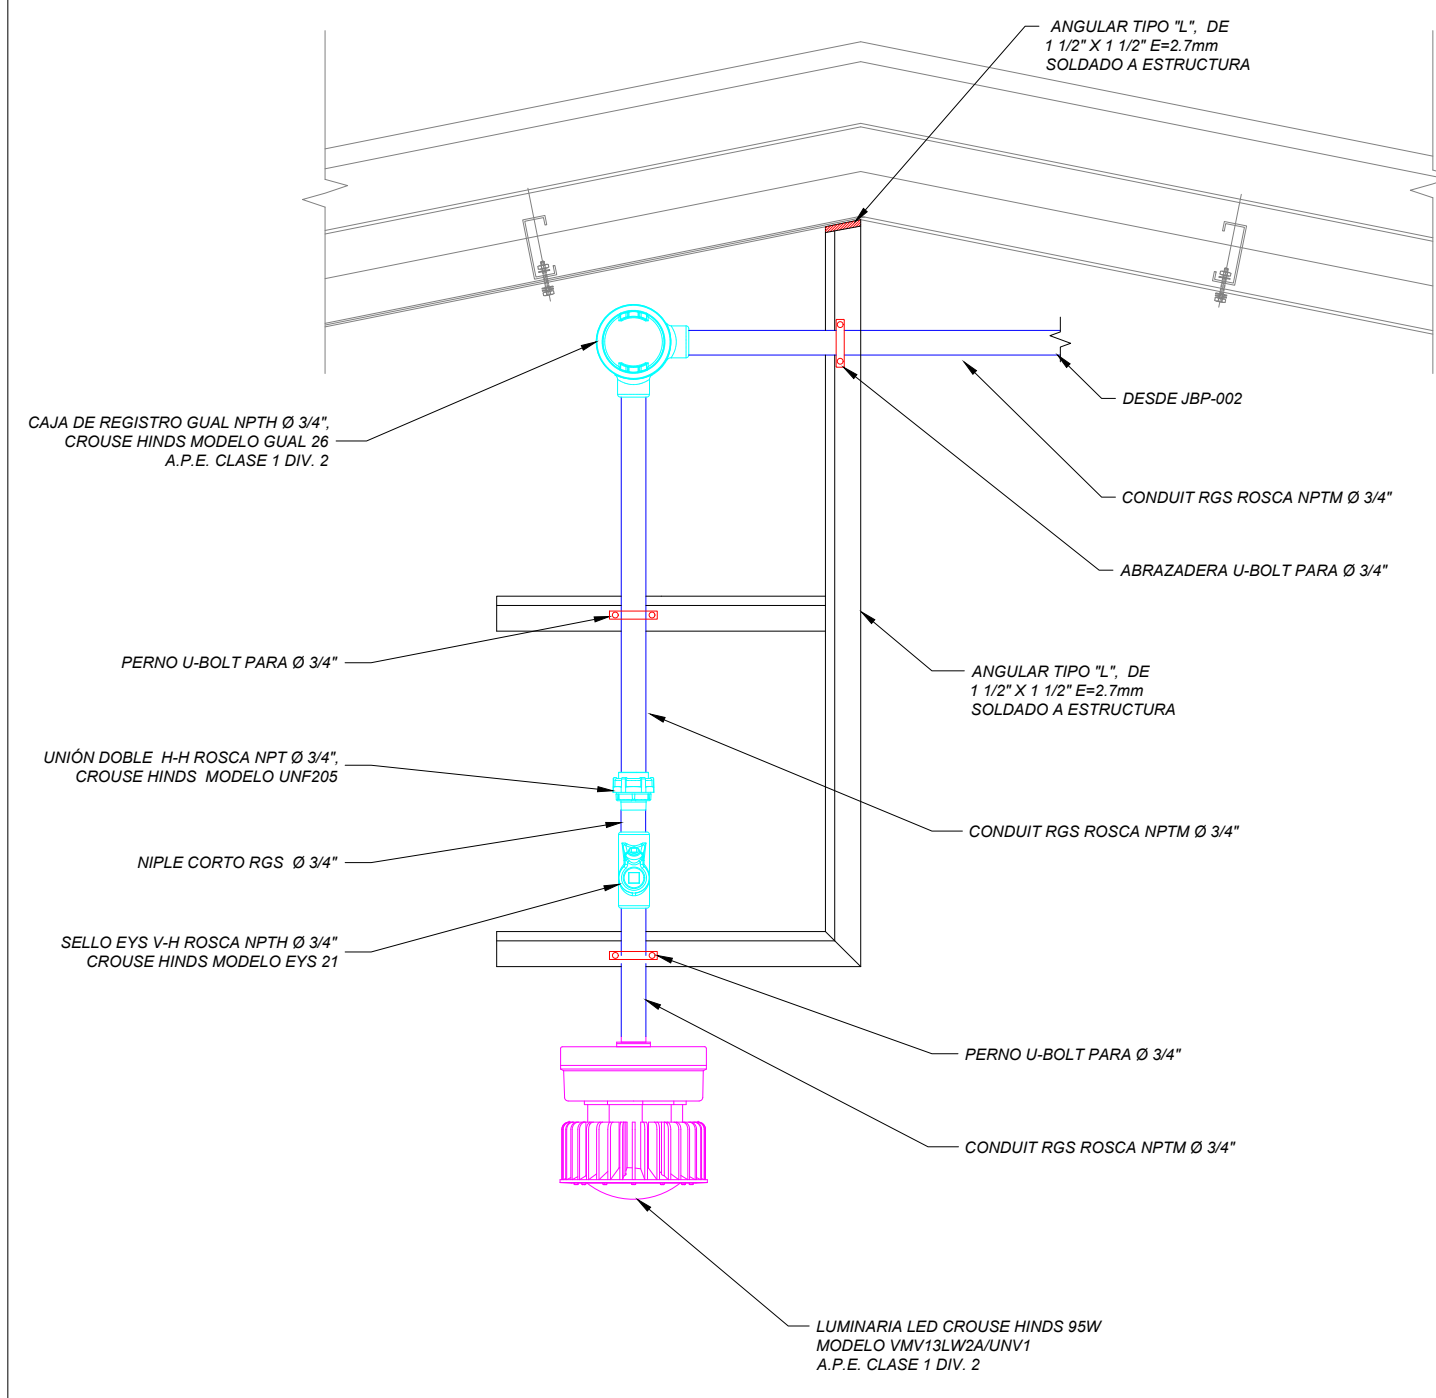 ANGULAR TIPO "L", DE
1 1/2" X 1 1/2" E=2.7mm
SOLDADO A ESTRUCTURA
DESDE JBP-002
CAJA DE REGISTRO GUAL NPTH Ø 3/4",
CROUSE HINDS MODELO GUAL 26
A.P.E. CLASE 1 DIV. 2
CONDUIT RGS ROSCA NPTM Ø 3/4"
ABRAZADERA U-BOLT PARA Ø 3/4"
PERNO U-BOLT PARA Ø 3/4"
ANGULAR TIPO "L", DE
1 1/2" X 1 1/2" E=2.7mm
SOLDADO A ESTRUCTURA
UNIÓN DOBLE H-H ROSCA NPT Ø 3/4",
CROUSE HINDS MODELO UNF205
CONDUIT RGS ROSCA NPTM Ø 3/4"
NIPLE CORTO RGS Ø 3/4"
SELLO EYS V-H ROSCA NPTH Ø 3/4"
CROUSE HINDS MODELO EYS 21
PERNO U-BOLT PARA Ø 3/4"
CONDUIT RGS ROSCA NPTM Ø 3/4"
LUMINARIA LED CROUSE HINDS 95W
MODELO VMV13LW2A/UNV1
A.P.E. CLASE 1 DIV. 2